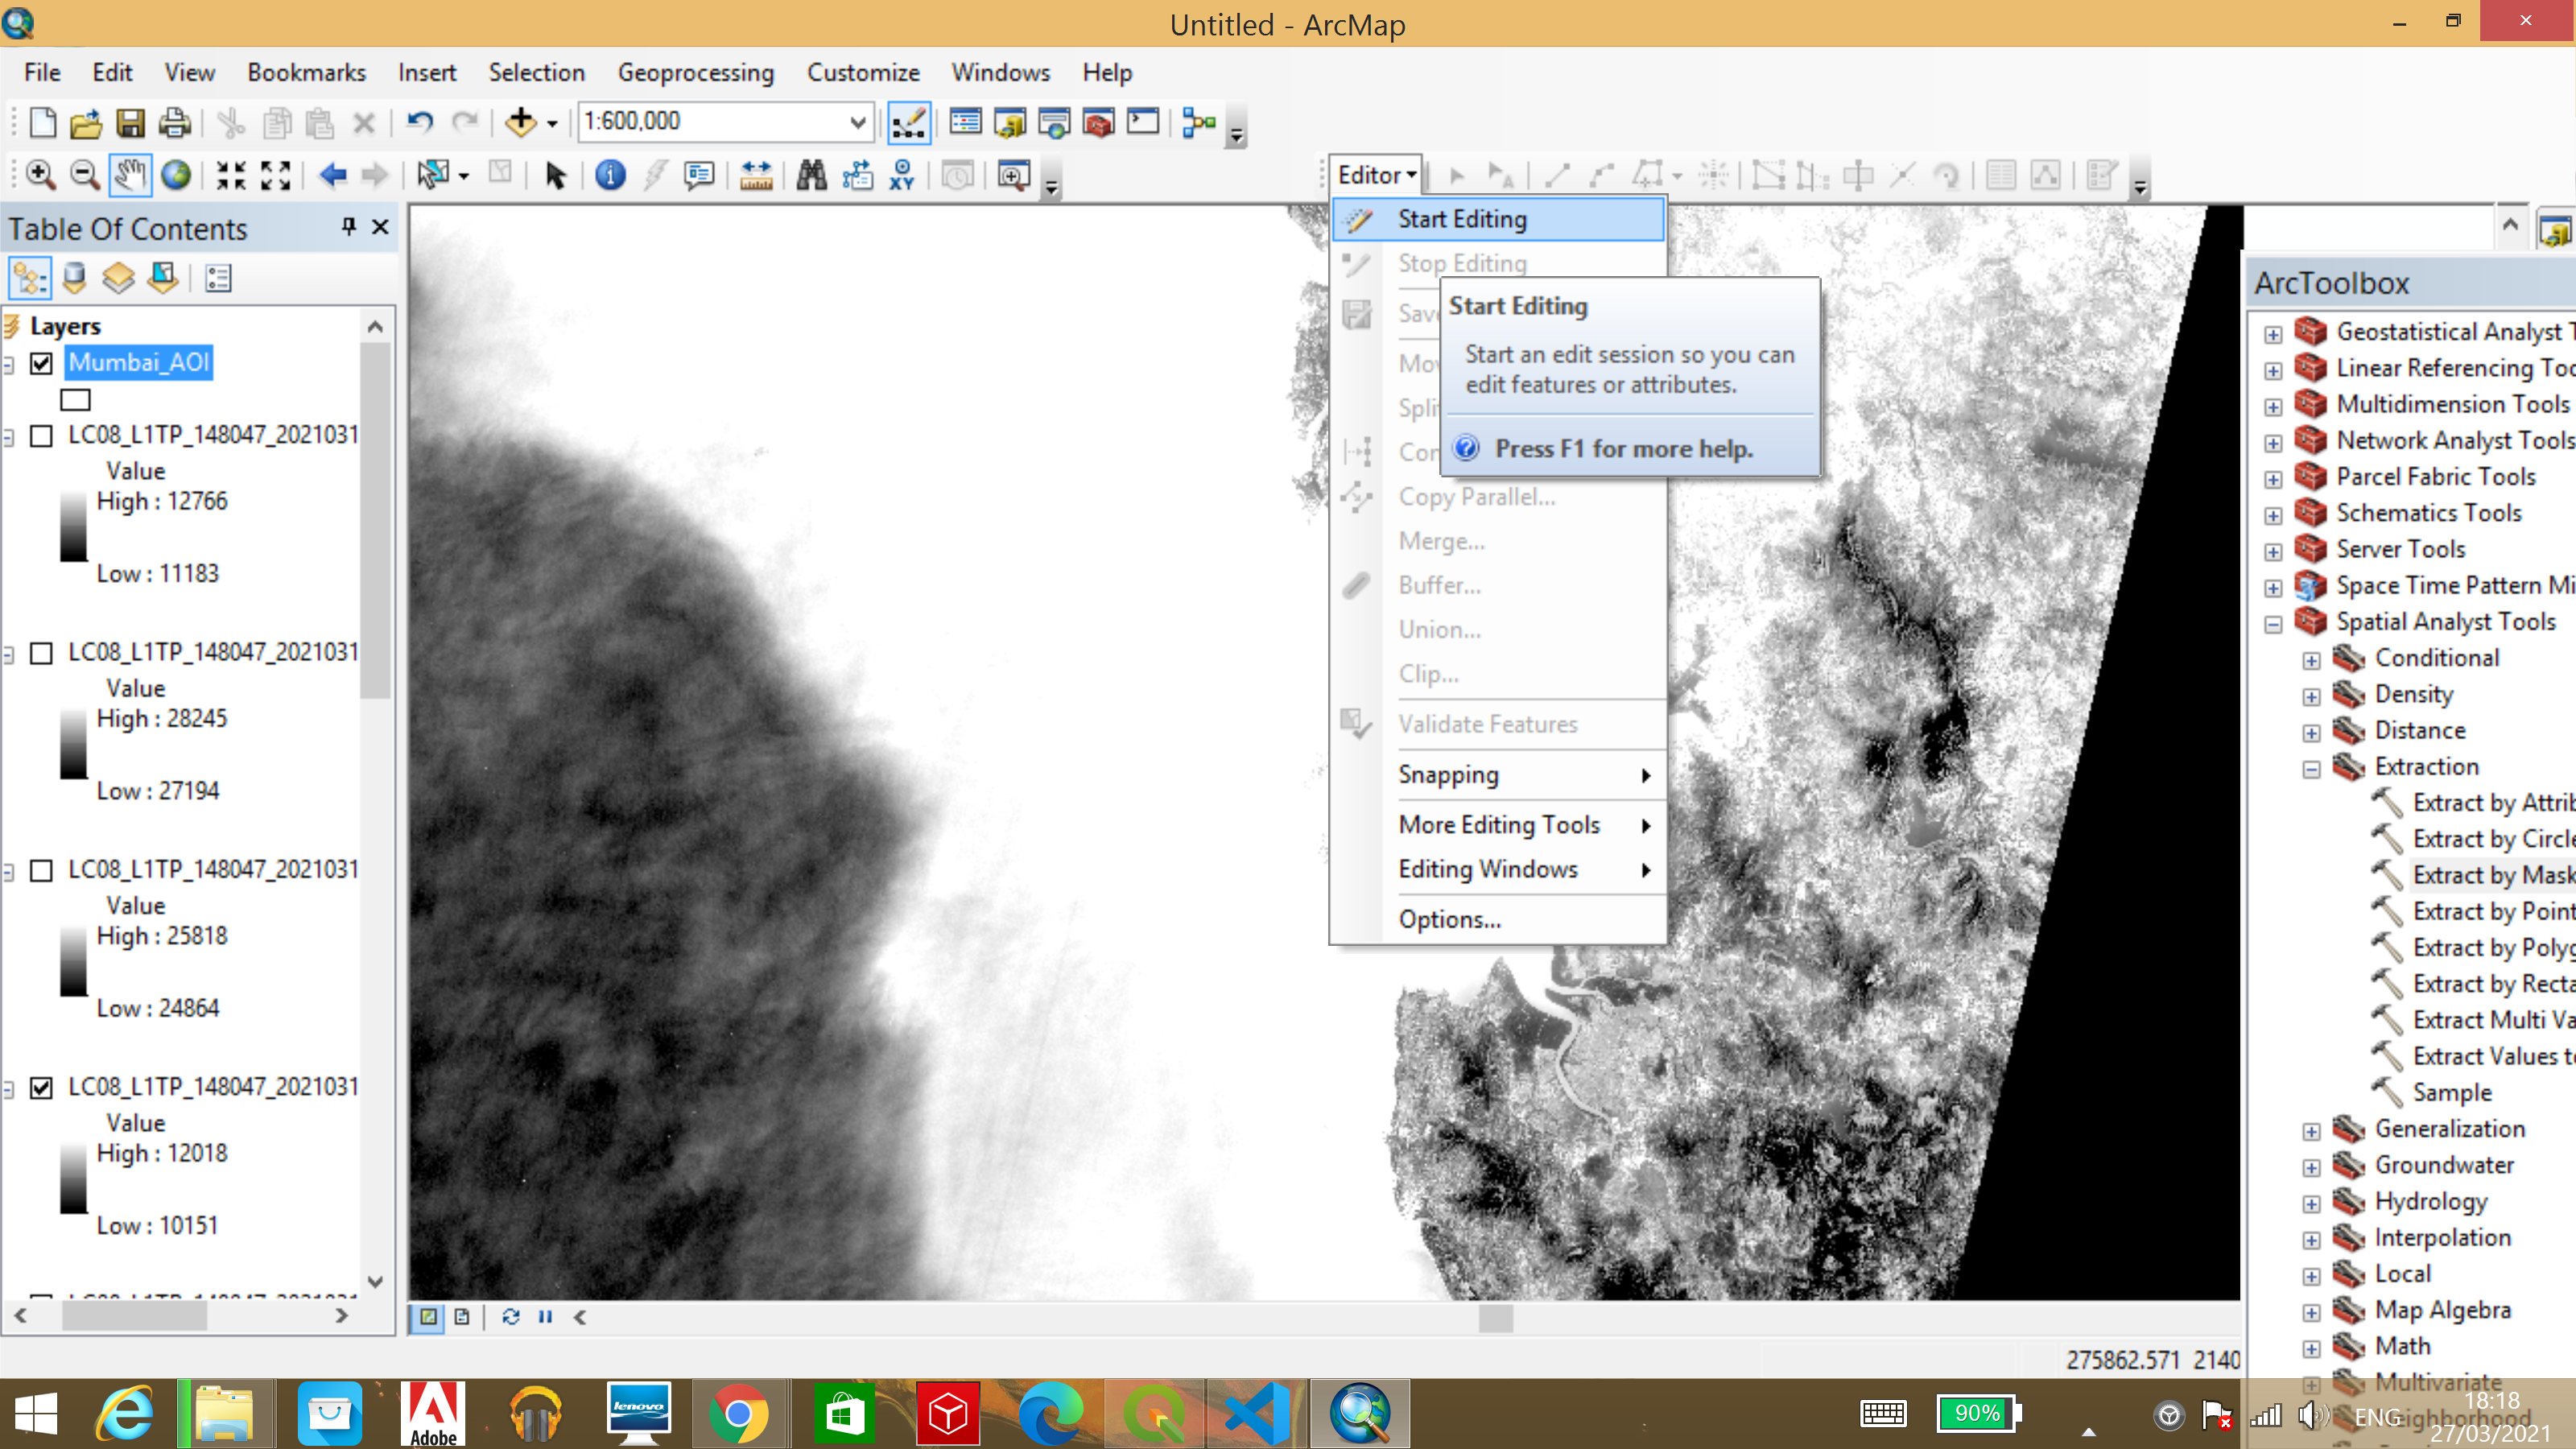 Untitled - ArcMap
File Edit View Bookmarks Insert Selection Geoprocessing Customize Windows Help
1:600,000
XY
Editor
Table Of Contents
Layers
Mumbai_AOI
LC08_L1TP_148047_2021031
Value
High : 12766
Low : 11183
LC08_L1TP_148047_2021031
Value
High : 28245
Low : 27194
LC08_L1TP_148047_2021031
Value
High : 25818
Low : 24864
LC08_L1TP_148047_2021031
Value
High : 12018
Low : 10151
Start Editing
Stop Editing
Save
Mov
Split
Con
Copy Parallel...
Merge...
Buffer...
Union...
Clip...
Validate Features
Snapping
More Editing Tools
Editing Windows
Options...
Start Editing
Start an edit session so you can
edit features or attributes.
Press F1 for more help.
ArcToolbox
Geostatistical Analyst T
Linear Referencing Too
Multidimension Tools
Network Analyst Tools
Parcel Fabric Tools
Schematics Tools
Server Tools
Space Time Pattern Mi
Spatial Analyst Tools
Conditional
Density
Distance
Extraction
Extract by Attrib
Extract by Circle
Extract by Mask
Extract by Point
Extract by Polyg
Extract by Recta
Extract Multi Va
Extract Values t
Sample
Generalization
Groundwater
Hydrology
Interpolation
Local
Map Algebra
Math
Multivariate
Neighborhood
275862.571 2140
Adobe
lenovo
90%
ENG
18:18
27/03/2021